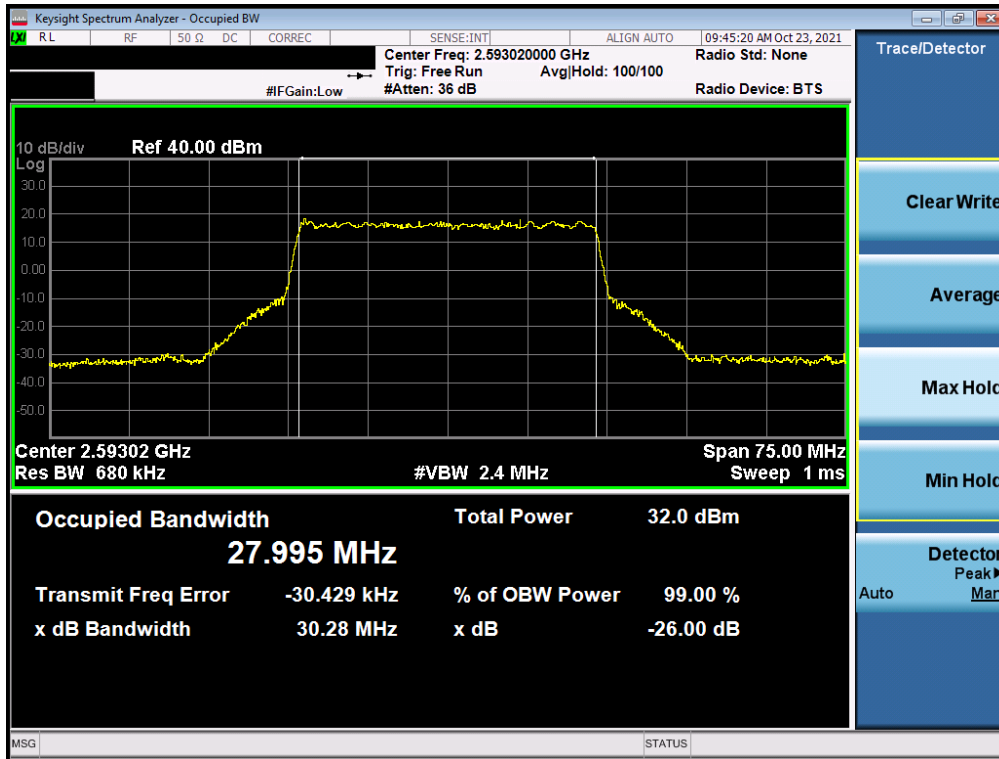 Keysight Spectrum Analyzer - Occupied BW
LXI RL RF 50 Ω DC CORREC SENSE:INT ALIGN AUTO 09:45:20 AM Oct 23, 2021
Center Freq: 2.593020000 GHz Radio Std: None
Trig: Free Run Avg|Hold: 100/100
#IFGain:Low #Atten: 36 dB Radio Device: BTS
10 dB/div Ref 40.00 dBm
Log
30.0
20.0
10.0
0.00
-10.0
-20.0
-30.0
-40.0
-50.0
Center 2.59302 GHz Span 75.00 MHz
Res BW 680 kHz #VBW 2.4 MHz Sweep 1 ms
Occupied Bandwidth Total Power 32.0 dBm
27.995 MHz
Transmit Freq Error -30.429 kHz % of OBW Power 99.00 %
x dB Bandwidth 30.28 MHz x dB -26.00 dB
MSG STATUS
Trace/Detector
Clear Write
Average
Max Hold
Min Hold
Detector
Peak
Auto Man